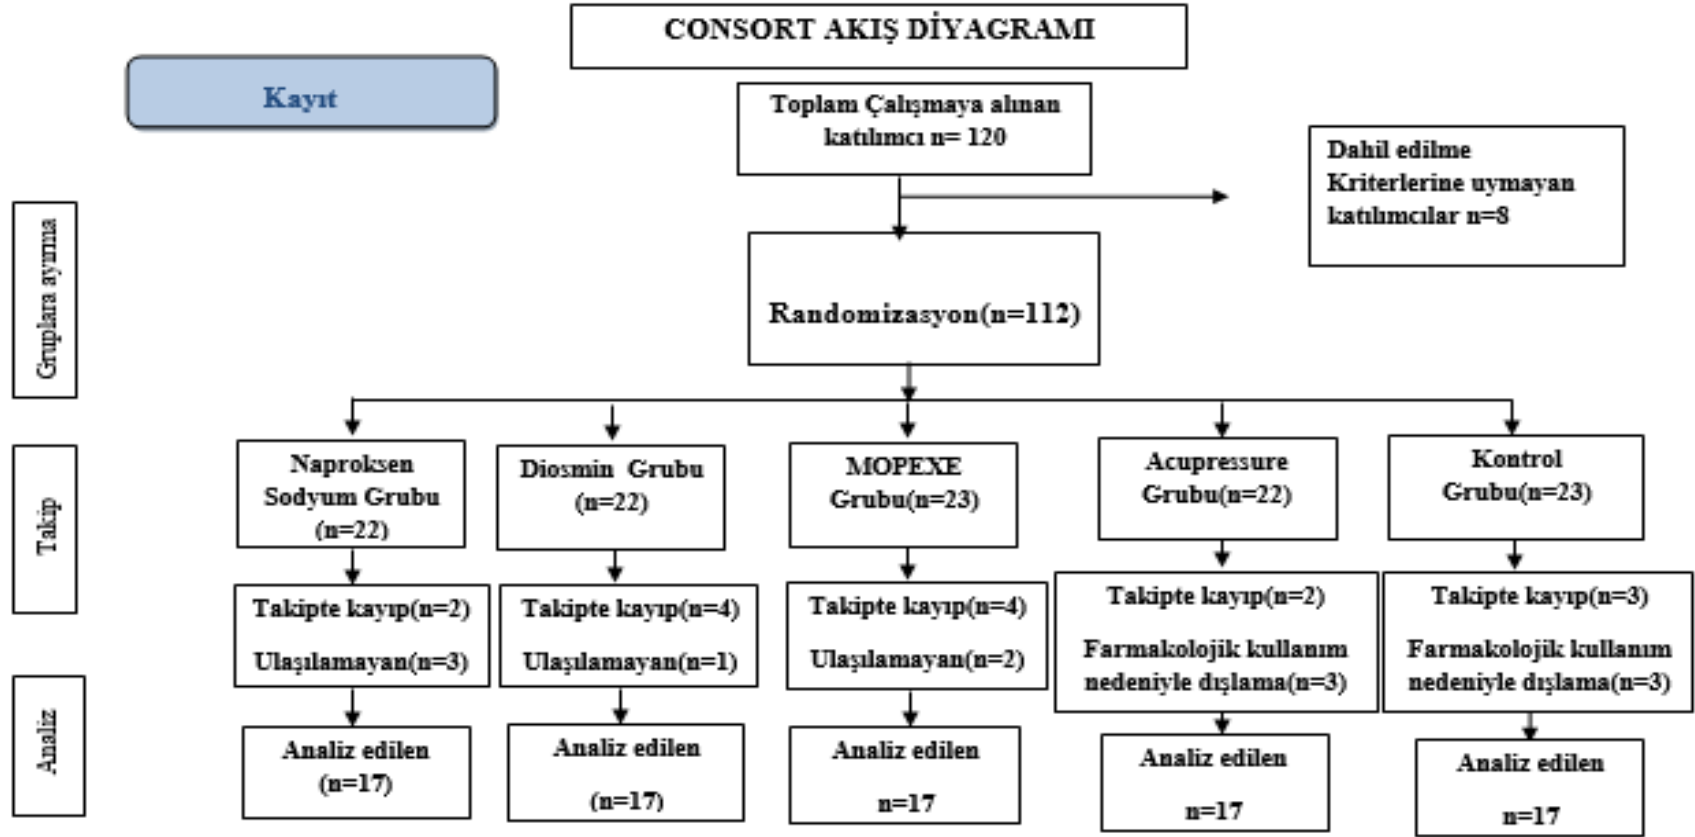 CONSORT AKIŞ DİYAGRAMI
Kayıt
Toplam Çalışmaya alınan
katılımcı n= 120
Dahil edilme
Kriterlerine uymayan
katılımcılar n=8
Gruplara ayırma
Randomizasyon(n=112)
Takip
Naproksen
Sodyum Grubu
(n=22)
Diosmin Grubu
(n=22)
MOPEXE
Grubu(n=23)
Acupressure
Grubu(n=22)
Kontrol
Grubu(n=23)
Takipte kayıp(n=2)
Ulaşılamayan(n=3)
Takipte kayıp(n=4)
Ulaşılamayan(n=1)
Takipte kayıp(n=4)
Ulaşılamayan(n=2)
Takipte kayıp(n=2)
Farmakolojik kullanım
nedeniyle dışlama(n=3)
Takipte kayıp(n=3)
Farmakolojik kullanım
nedeniyle dışlama(n=3)
Analiz
Analiz edilen
(n=17)
Analiz edilen
(n=17)
Analiz edilen
n=17
Analiz edilen
n=17
Analiz edilen
n=17